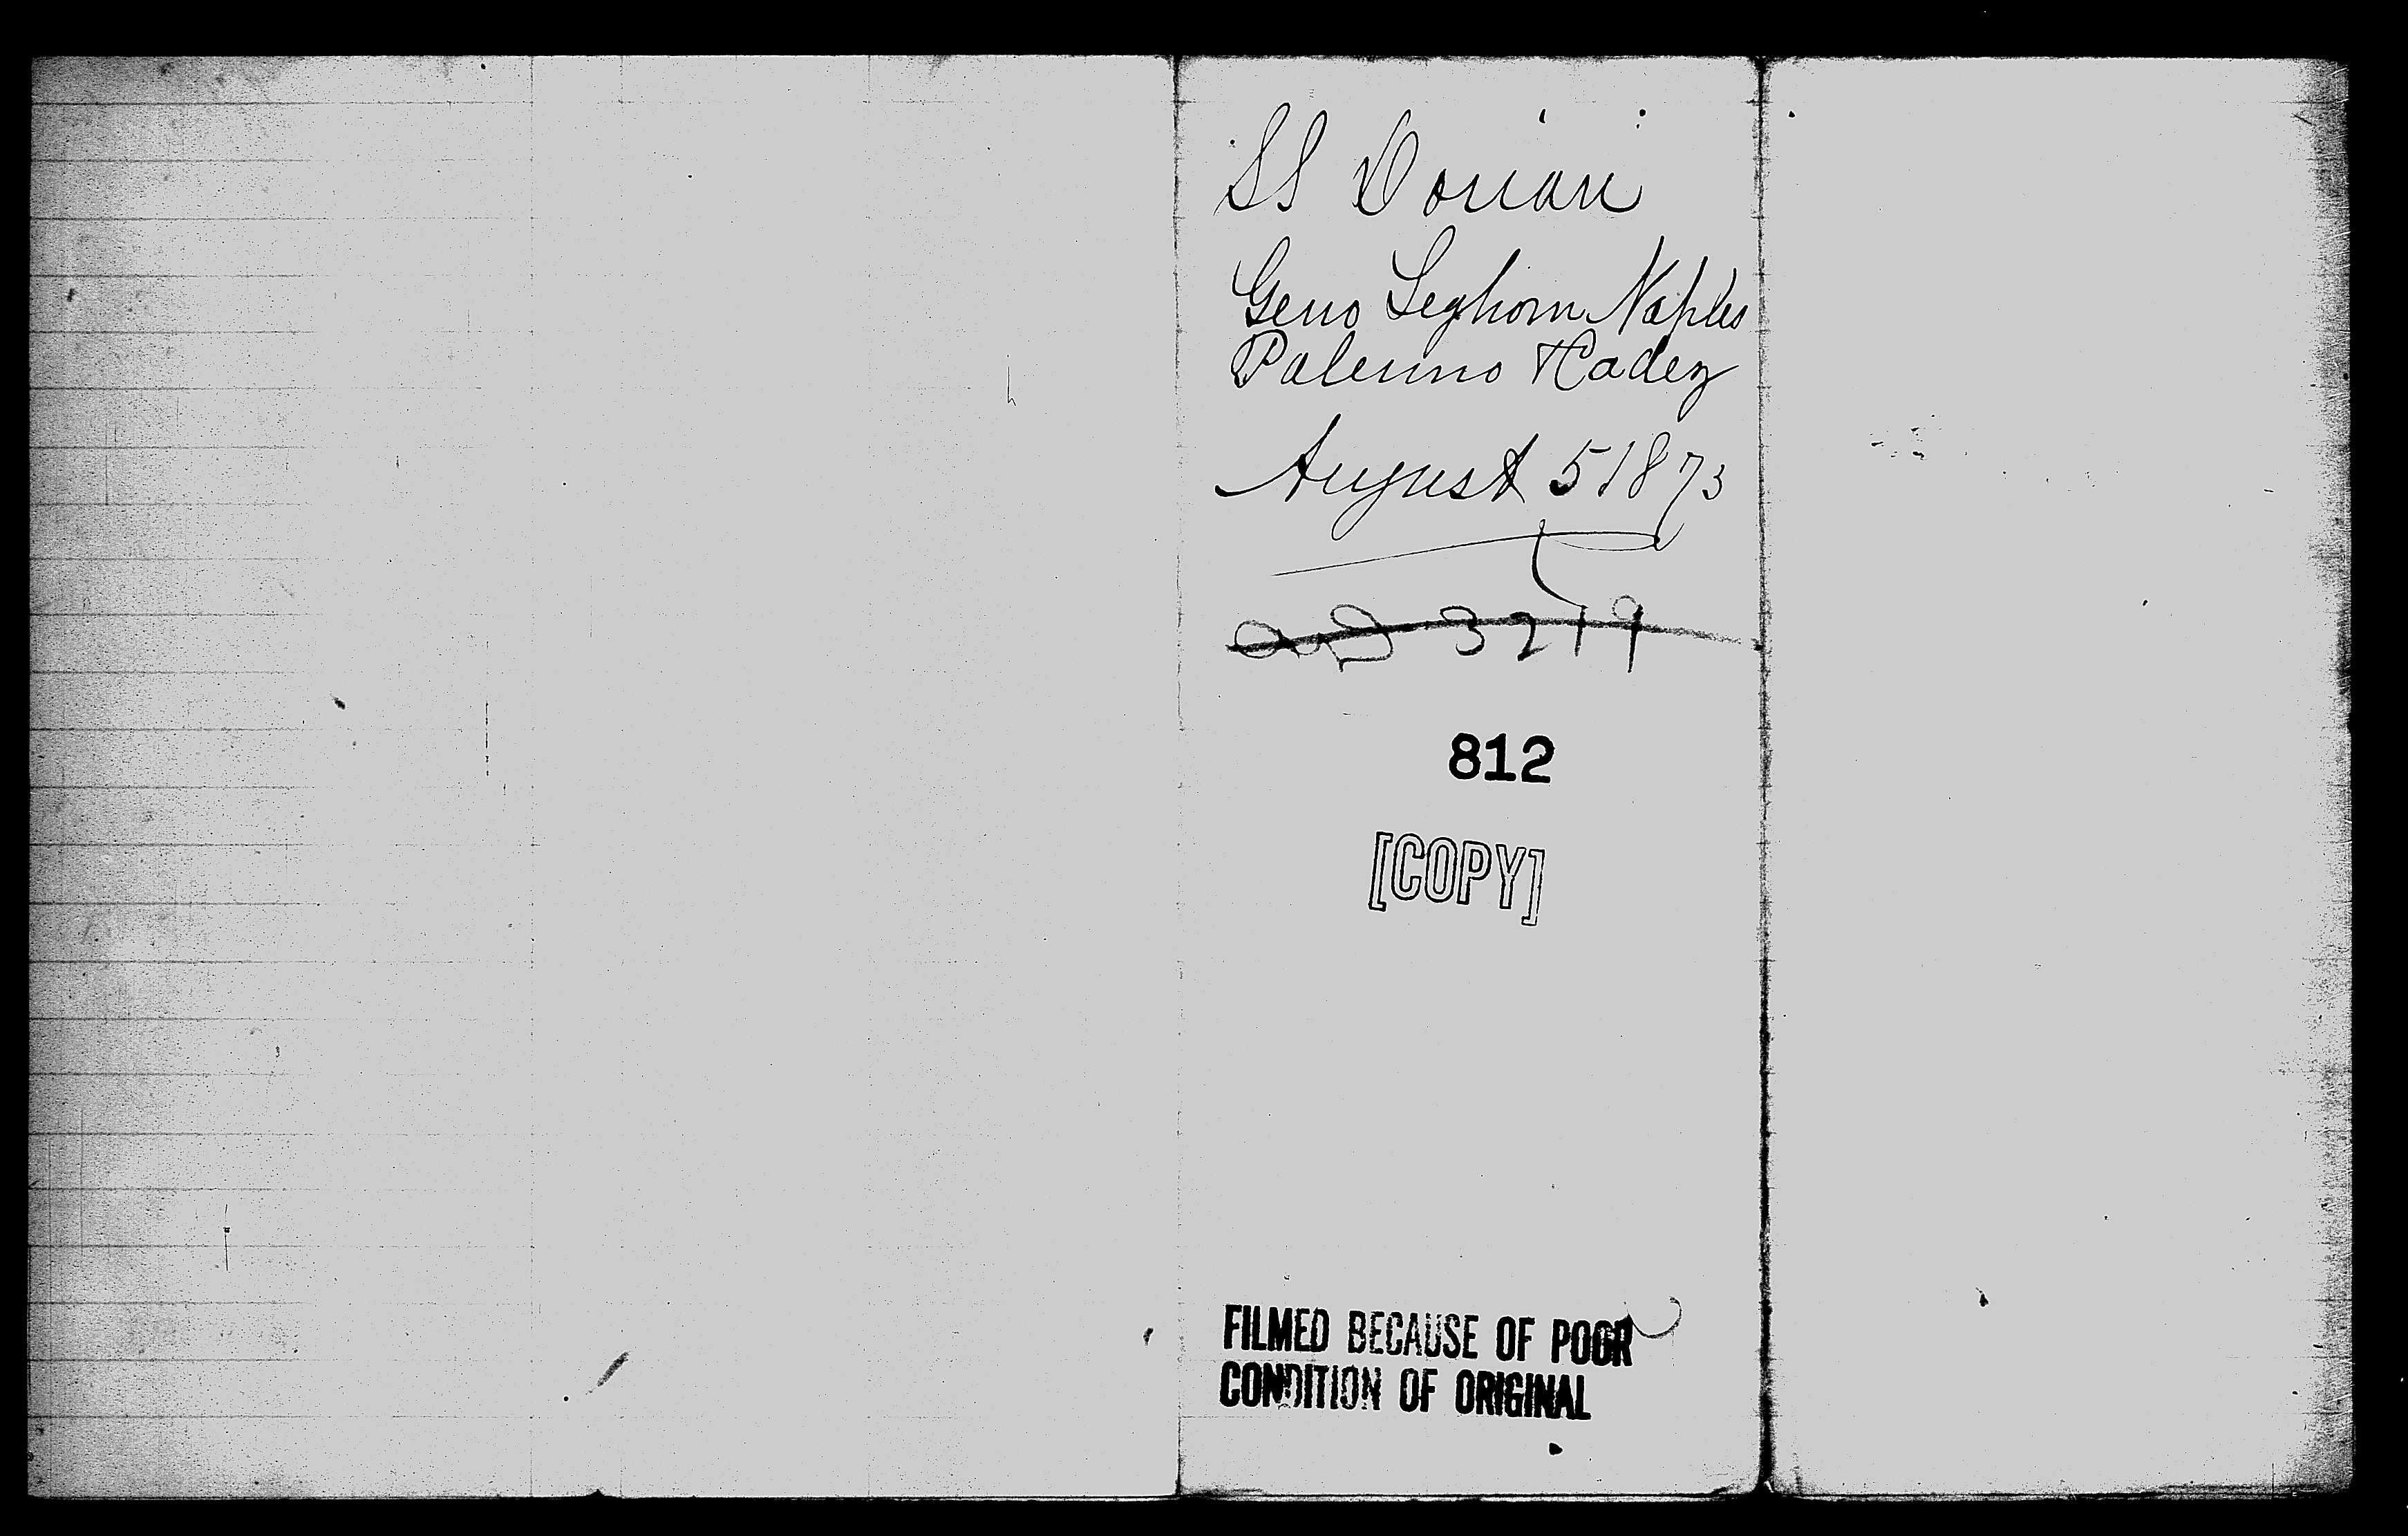 SS Dorian
Geno Leghorn Naples
Palermo & Cadez
August 5 1873
3219
812
[COPY]
FILMED BECAUSE OF POOR
CONDITION OF ORIGINAL